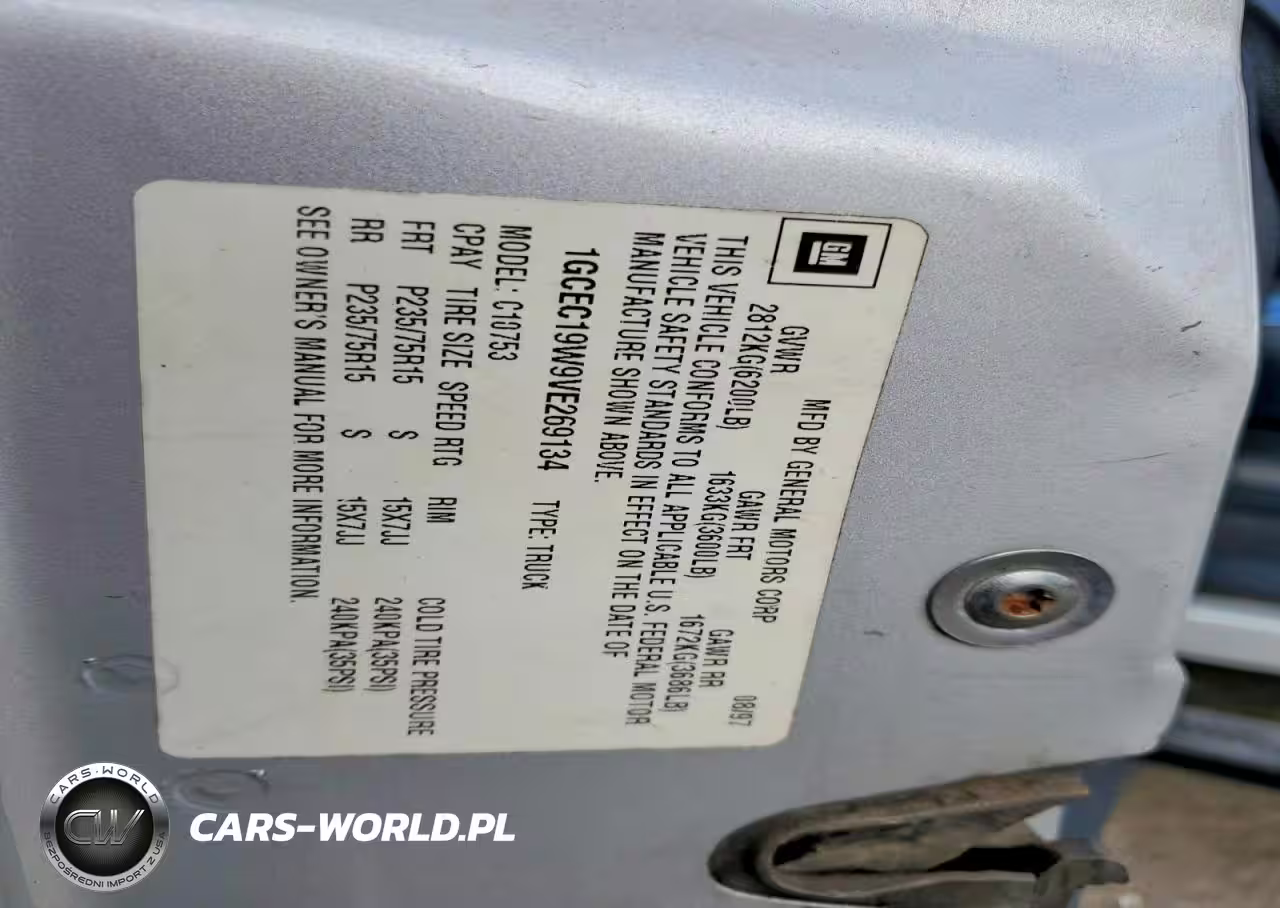 GM
MFD BY GENERAL MOTORS CORP 08/97
GVWR GAWR FRT GAWR RR
2812KG(6200LB) 1633KG(3600LB) 1672KG(3686LB)
THIS VEHICLE CONFORMS TO ALL APPLICABLE U.S. FEDERAL MOTOR
VEHICLE SAFETY STANDARDS IN EFFECT ON THE DATE OF
MANUFACTURE SHOWN ABOVE.
1GCEC19W9VE269134 TYPE: TRUCK
MODEL: C10753
CPAY TIRE SIZE SPEED RTG RIM COLD TIRE PRESSURE
FRT P235/75R15 S 15X7JJ 240KPA(35PSI)
RR P235/75R15 S 15X7JJ 240KPA(35PSI)
SEE OWNER'S MANUAL FOR MORE INFORMATION.
CARS-WORLD
CW
BEZPOŚREDNI IMPORT Z USA
CARS-WORLD.PL